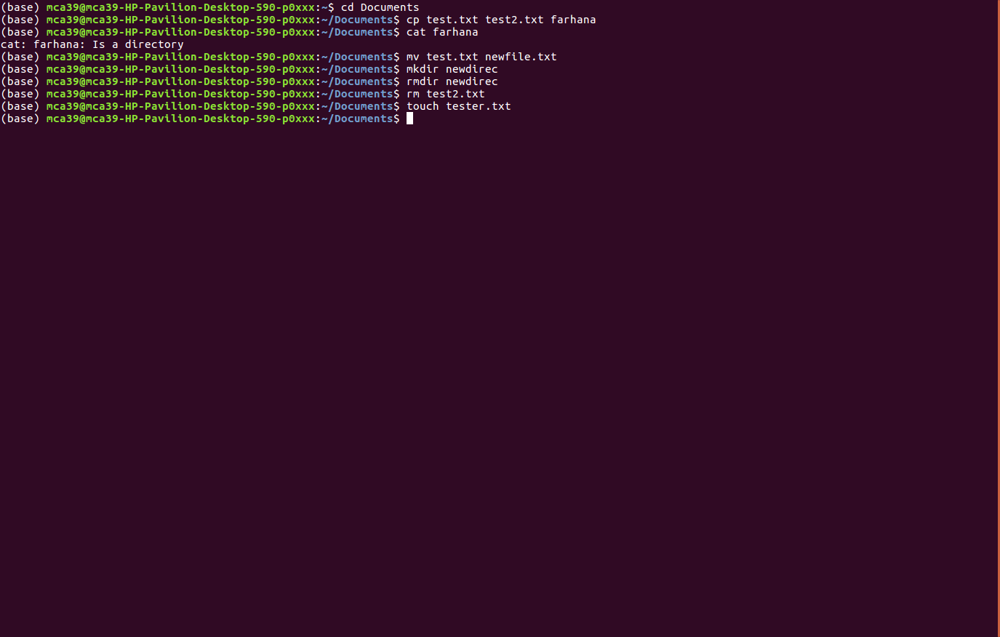 (base) mca39@mca39-HP-Pavilion-Desktop-590-p0xxx:~$ cd Documents
(base) mca39@mca39-HP-Pavilion-Desktop-590-p0xxx:~/Documents$ cp test.txt test2.txt farhana
(base) mca39@mca39-HP-Pavilion-Desktop-590-p0xxx:~/Documents$ cat farhana
cat: farhana: Is a directory
(base) mca39@mca39-HP-Pavilion-Desktop-590-p0xxx:~/Documents$ mv test.txt newfile.txt
(base) mca39@mca39-HP-Pavilion-Desktop-590-p0xxx:~/Documents$ mkdir newdirec
(base) mca39@mca39-HP-Pavilion-Desktop-590-p0xxx:~/Documents$ rmdir newdirec
(base) mca39@mca39-HP-Pavilion-Desktop-590-p0xxx:~/Documents$ rm test2.txt
(base) mca39@mca39-HP-Pavilion-Desktop-590-p0xxx:~/Documents$ touch tester.txt
(base) mca39@mca39-HP-Pavilion-Desktop-590-p0xxx:~/Documents$